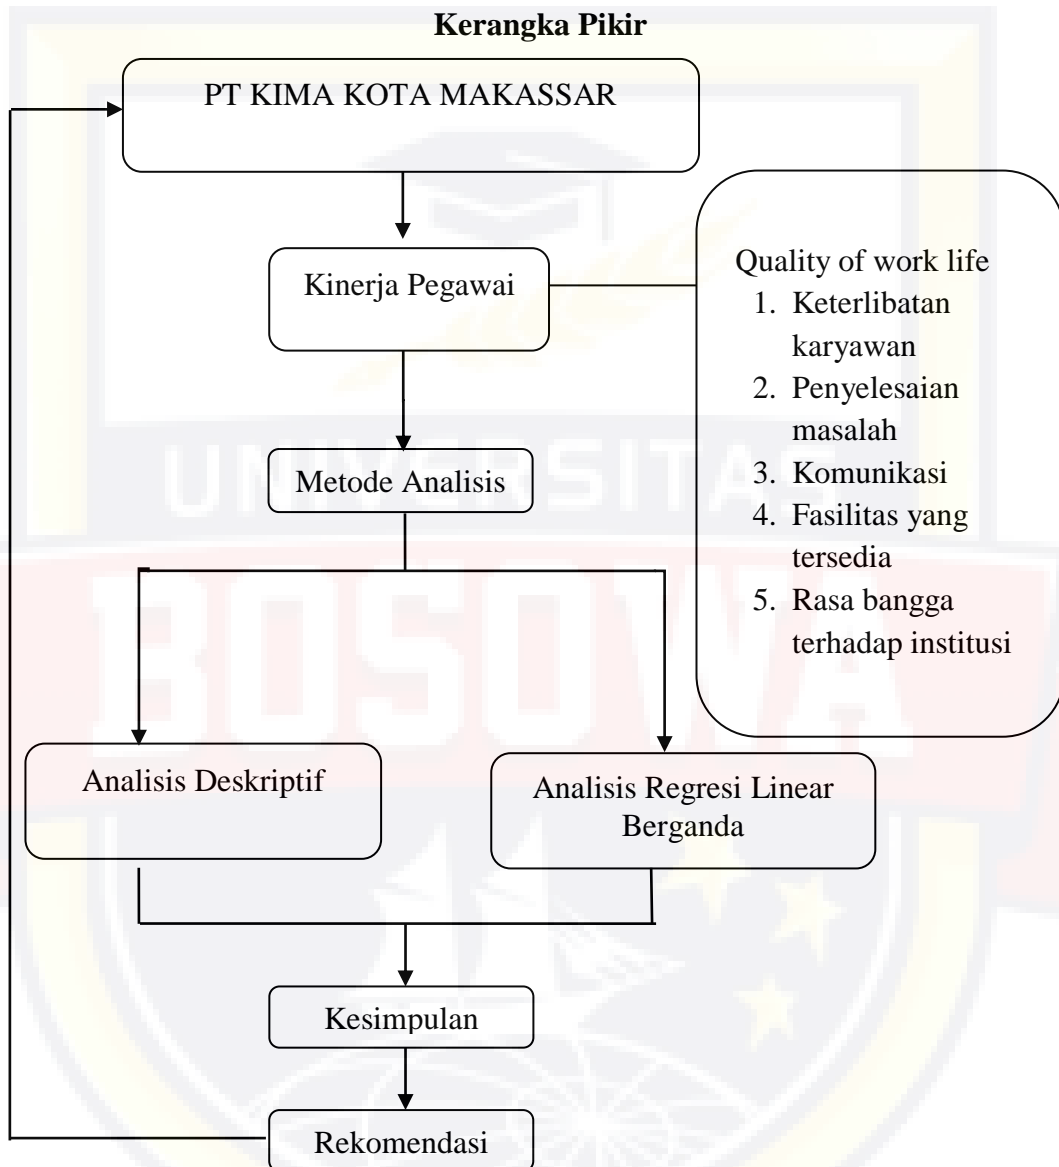 Kerangka Pikir
PT KIMA KOTA MAKASSAR
Kinerja Pegawai
Quality of work life
1. Keterlibatan
karyawan
2. Penyelesaian
masalah
3. Komunikasi
4. Fasilitas yang
tersedia
5. Rasa bangga
terhadap institusi
Metode Analisis
UNIVERSITAS
BOSOWA
Analisis Deskriptif
Analisis Regresi Linear
Berganda
Kesimpulan
Rekomendasi